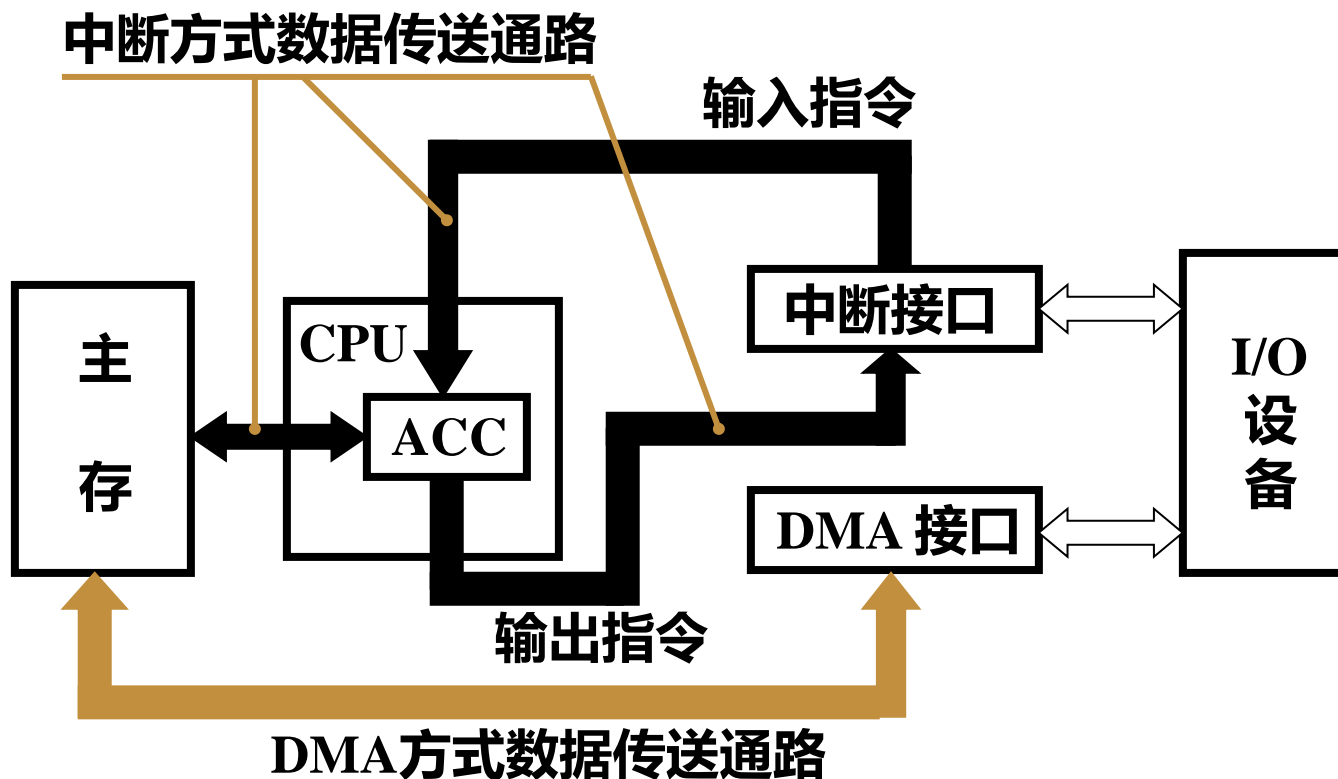 中断方式数据传送通路
输入指令
中断接口
CPU
主
存
ACC
I/O
设
备
DMA 接口
输出指令
DMA方式数据传送通路